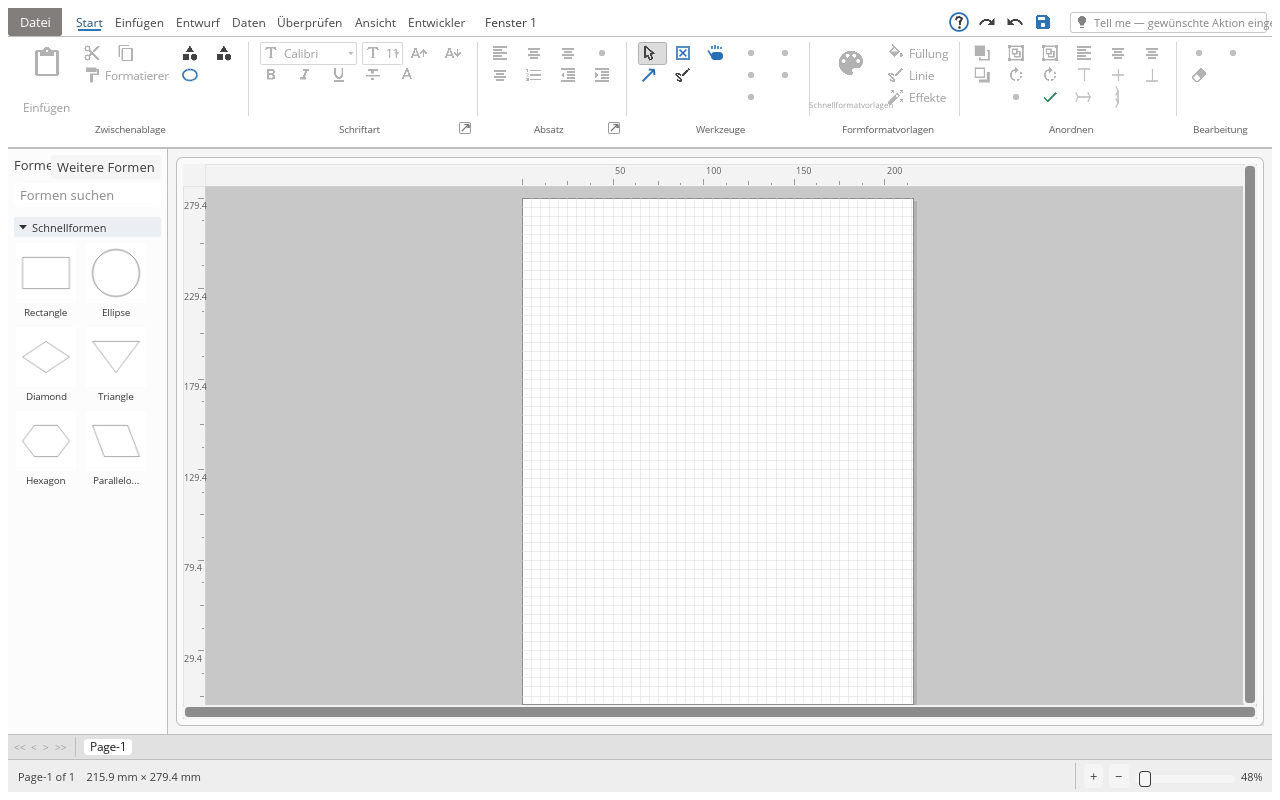 Datei Start Einfügen Entwurf Daten Überprüfen Ansicht Entwickler Fenster 1 Tell me — gewünschte Aktion einge
Calibri 11 Füllung
Formatierer Linie
Einfügen Schnellformatvorlagen Effekte
Zwischenablage Schriftart Absatz Werkzeuge Formformatvorlagen Anordnen Bearbeitung
Forme Weitere Formen
Formen suchen
Schnellformen
Rectangle Ellipse
Diamond Triangle
Hexagon Parallelo...
50 100 150 200
279.4
229.4
179.4
129.4
79.4
29.4
<< < > >> Page-1
Page-1 of 1 215.9 mm × 279.4 mm + − 48%